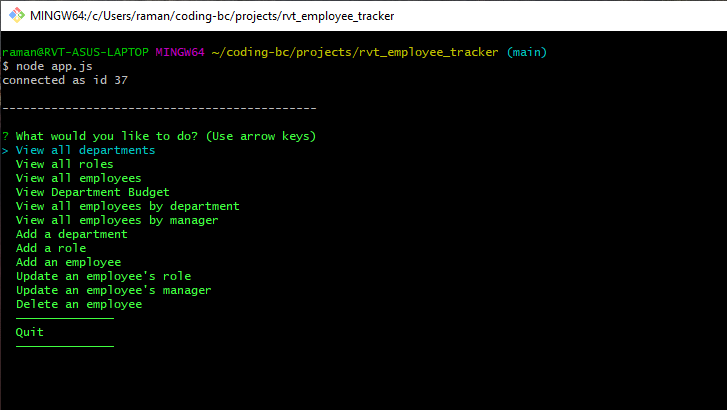 MINGW64:/c/Users/raman/coding-bc/projects/rvt_employee_tracker
raman@RVT-ASUS-LAPTOP MINGW64 ~/coding-bc/projects/rvt_employee_tracker (main)
$ node app.js
connected as id 37
---------------------------------------------
? What would you like to do? (Use arrow keys)
> View all departments
View all roles
View all employees
View Department Budget
View all employees by department
View all employees by manager
Add a department
Add a role
Add an employee
Update an employee's role
Update an employee's manager
Delete an employee
──────────────
Quit
──────────────